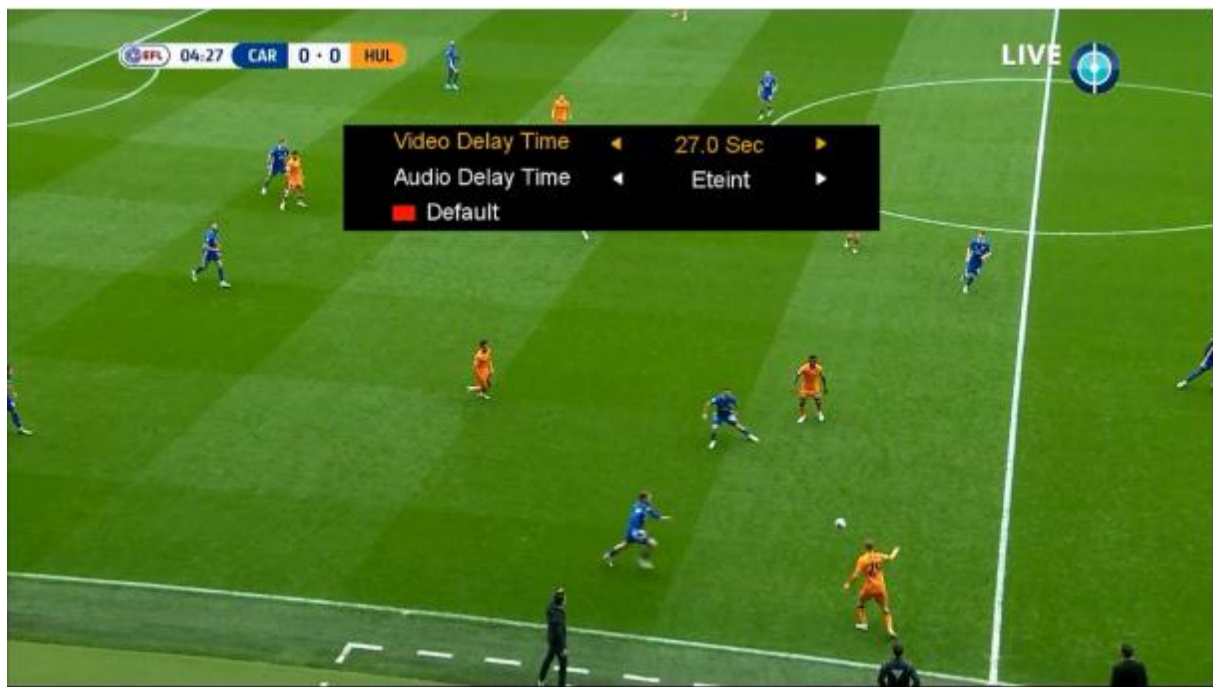 EFL 04:27 CAR 0 - 0 HUL
LIVE
Video Delay Time 27.0 Sec
Audio Delay Time Eteint
Default